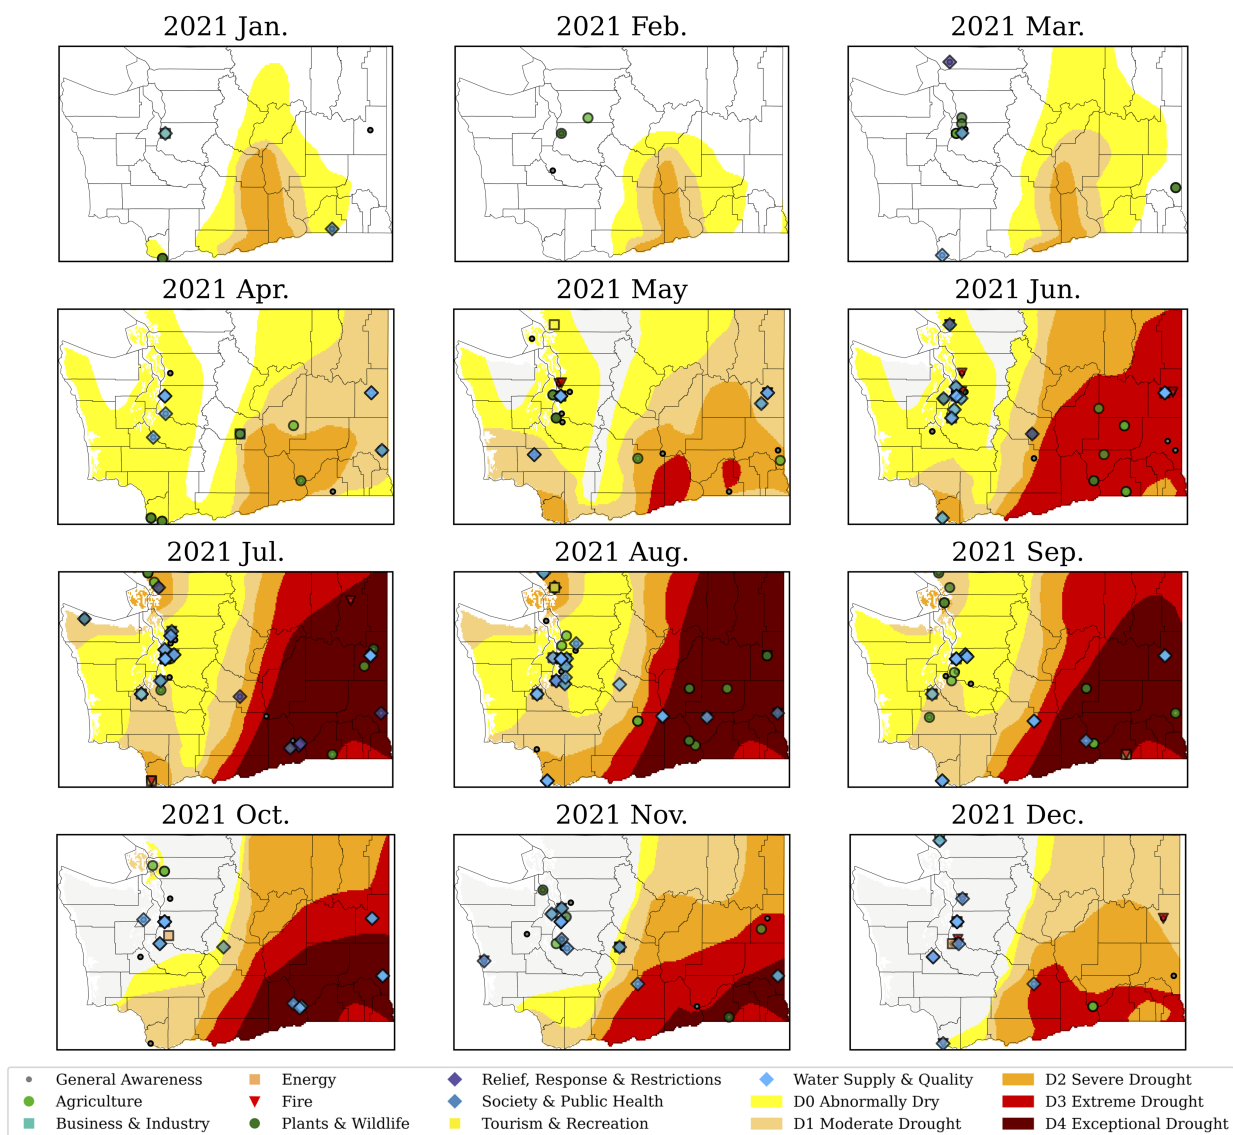 2021 Jan.
2021 Feb.
2021 Mar.
2021 Apr.
2021 May
2021 Jun.
2021 Jul.
2021 Aug.
2021 Sep.
2021 Oct.
2021 Nov.
2021 Dec.
General Awareness
Agriculture
Business & Industry
Energy
Fire
Plants & Wildlife
Relief, Response & Restrictions
Society & Public Health
Tourism & Recreation
Water Supply & Quality
D0 Abnormally Dry
D1 Moderate Drought
D2 Severe Drought
D3 Extreme Drought
D4 Exceptional Drought